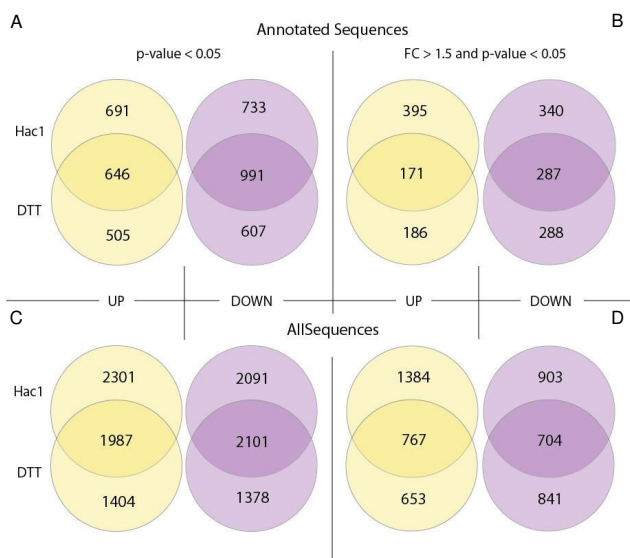 A
B
Annotated Sequences
p-value < 0.05
FC > 1.5 and p-value < 0.05
Hac1
691
733
395
340
646
991
171
287
DTT
505
607
186
288
UP
DOWN
UP
DOWN
C
D
AllSequences
Hac1
2301
2091
1384
903
1987
2101
767
704
DTT
1404
1378
653
841